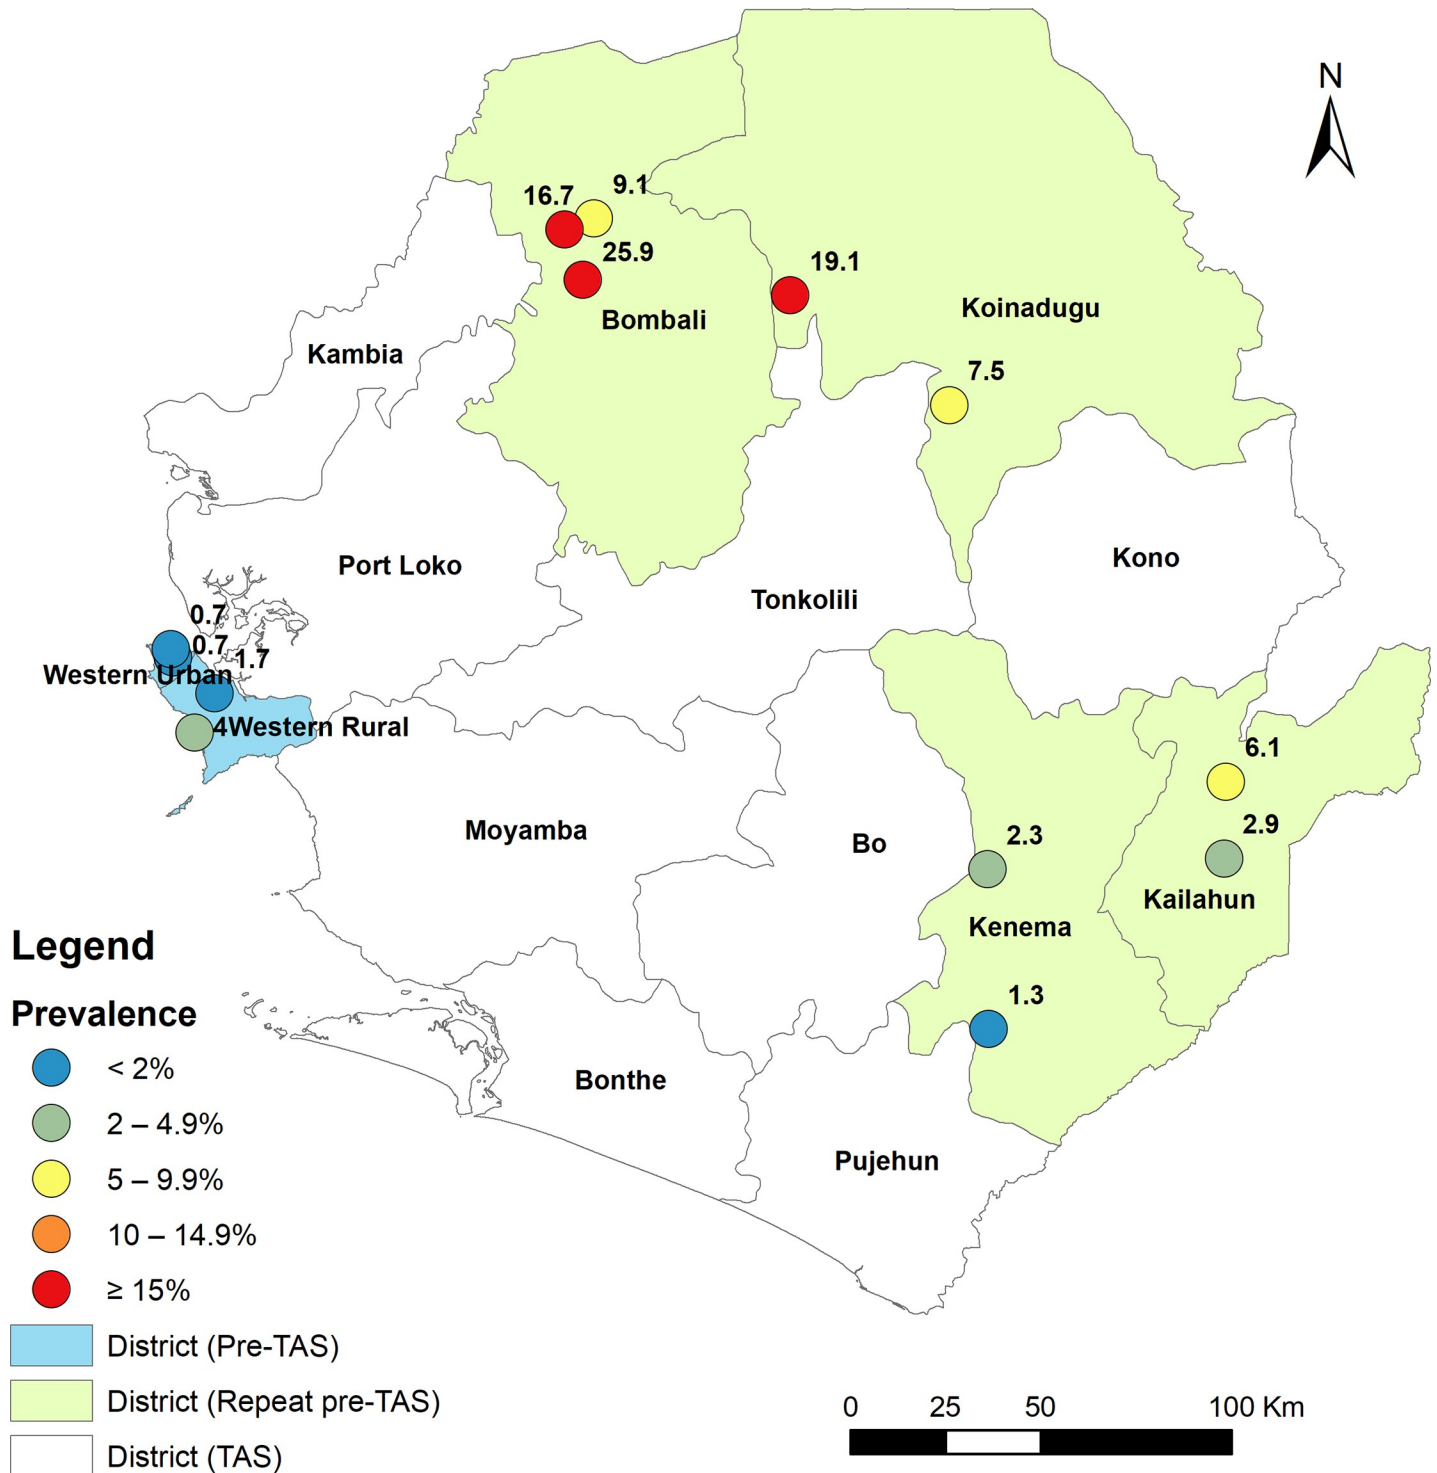 N
16.7
9.1
25.9
19.1
Bombali
Koinadugu
Kambia
7.5
Port Loko
Kono
Tonkolili
0.7
0.7
1.7
Western Urban
4
Western Rural
6.1
Moyamba
2.3
2.9
Bo
Kailahun
Kenema
1.3
Bonthe
Pujehun
Legend
Prevalence
< 2%
2 – 4.9%
5 – 9.9%
10 – 14.9%
≥ 15%
District (Pre-TAS)
District (Repeat pre-TAS)
District (TAS)
0 25 50 100 Km